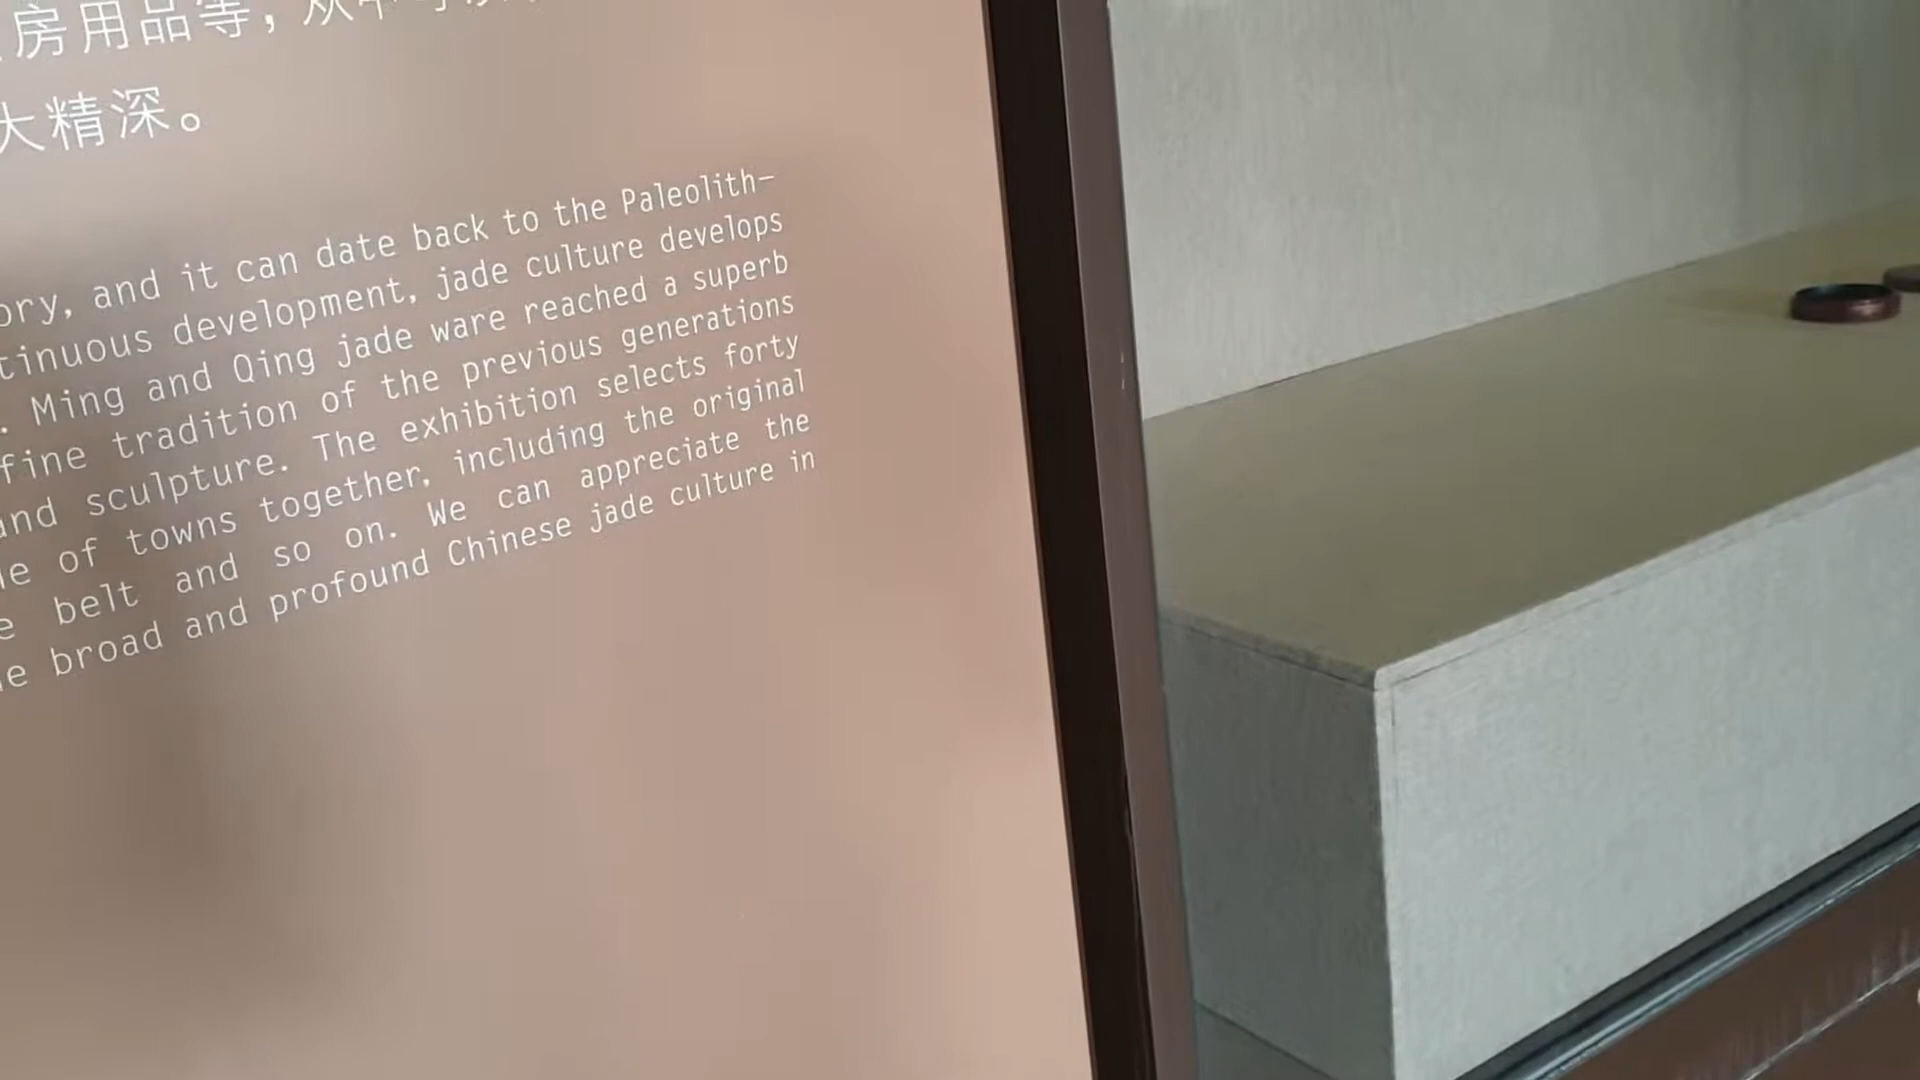 房用品等，从中
大精深。
and it can date back to the Paleolith-
development, jade culture develops
. Ming and Qing jade ware reached a superb
fine tradition of the previous generations
sculpture. The exhibition selects forty
of towns together, including the original
belt and so on. We can appreciate the
broad and profound Chinese jade culture in